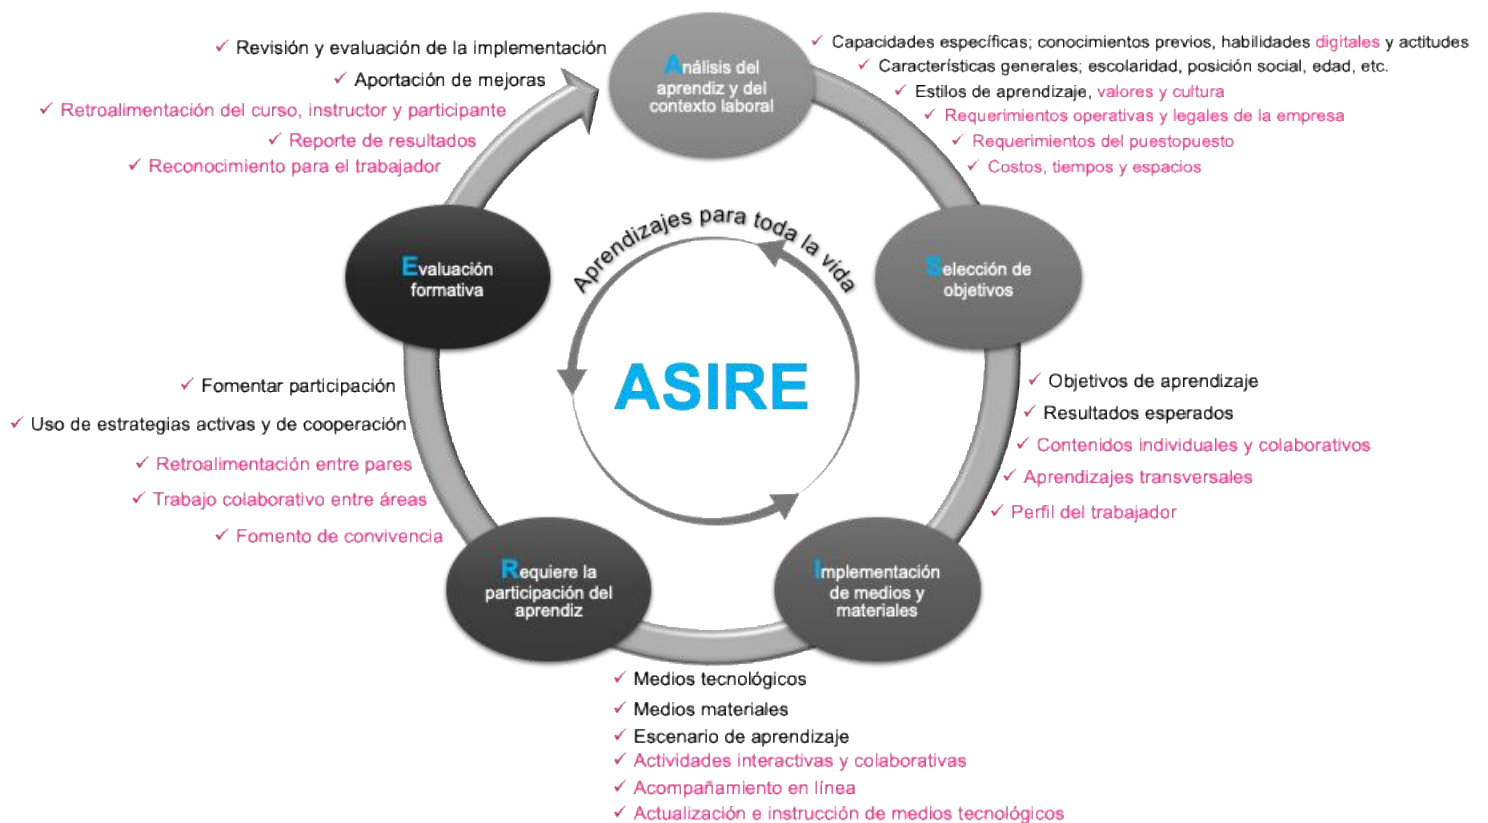 Análisis del
aprendiz y del
contexto laboral
✓ Capacidades específicas; conocimientos previos, habilidades digitales y actitudes
✓ Características generales; escolaridad, posición social, edad, etc.
✓ Estilos de aprendizaje, valores y cultura
✓ Requerimientos operativas y legales de la empresa
✓ Requerimientos del puestopuesto
✓ Costos, tiempos y espacios
Selección de
objetivos
✓ Objetivos de aprendizaje
✓ Resultados esperados
✓ Contenidos individuales y colaborativos
✓ Aprendizajes transversales
✓ Perfil del trabajador
Implementación
de medios y
materiales
✓ Medios tecnológicos
✓ Medios materiales
✓ Escenario de aprendizaje
✓ Actividades interactivas y colaborativas
✓ Acompañamiento en línea
✓ Actualización e instrucción de medios tecnológicos
Requiere la
participación del
aprendiz
✓ Fomentar participación
✓ Uso de estrategias activas y de cooperación
✓ Retroalimentación entre pares
✓ Trabajo colaborativo entre áreas
✓ Fomento de convivencia
Evaluación
formativa
✓ Revisión y evaluación de la implementación
✓ Aportación de mejoras
✓ Retroalimentación del curso, instructor y participante
✓ Reporte de resultados
✓ Reconocimiento para el trabajador
Aprendizajes para toda la vida
ASIRE